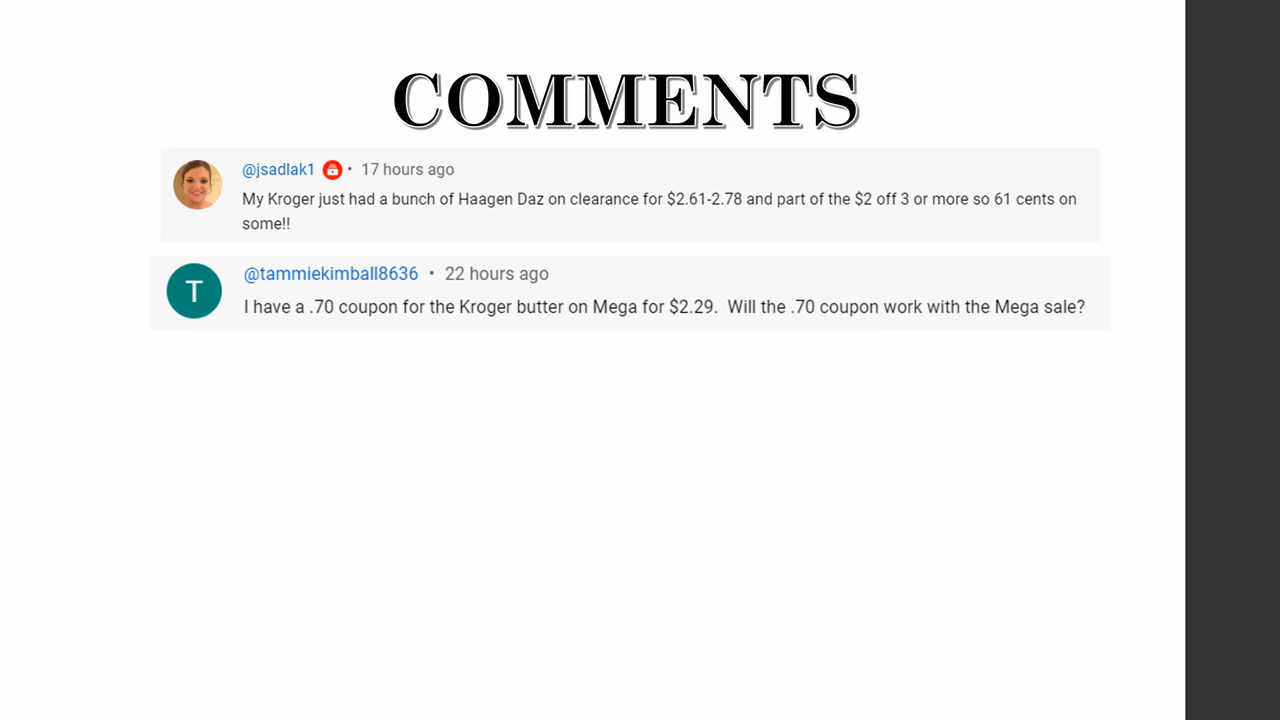 COMMENTS
@jsadlak1 • 17 hours ago
My Kroger just had a bunch of Haagen Daz on clearance for $2.61-2.78 and part of the $2 off 3 or more so 61 cents on
some!!
T
@tammiekimball8636 • 22 hours ago
I have a .70 coupon for the Kroger butter on Mega for $2.29. Will the .70 coupon work with the Mega sale?